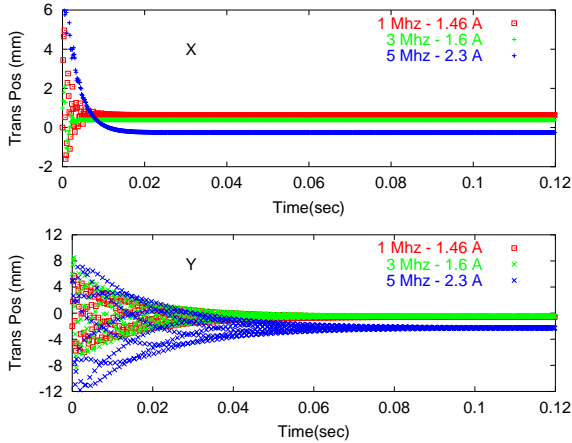 6
4
2
0
-2
Trans Pos (mm)
X
1 Mhz - 1.46 A
3 Mhz - 1.6 A
5 Mhz - 2.3 A
0 0.02 0.04 0.06 0.08 0.1 0.12
Time(sec)
12
8
4
0
-4
-8
-12
Trans Pos (mm)
Y
1 Mhz - 1.46 A
3 Mhz - 1.6 A
5 Mhz - 2.3 A
0 0.02 0.04 0.06 0.08 0.1 0.12
Time(sec)